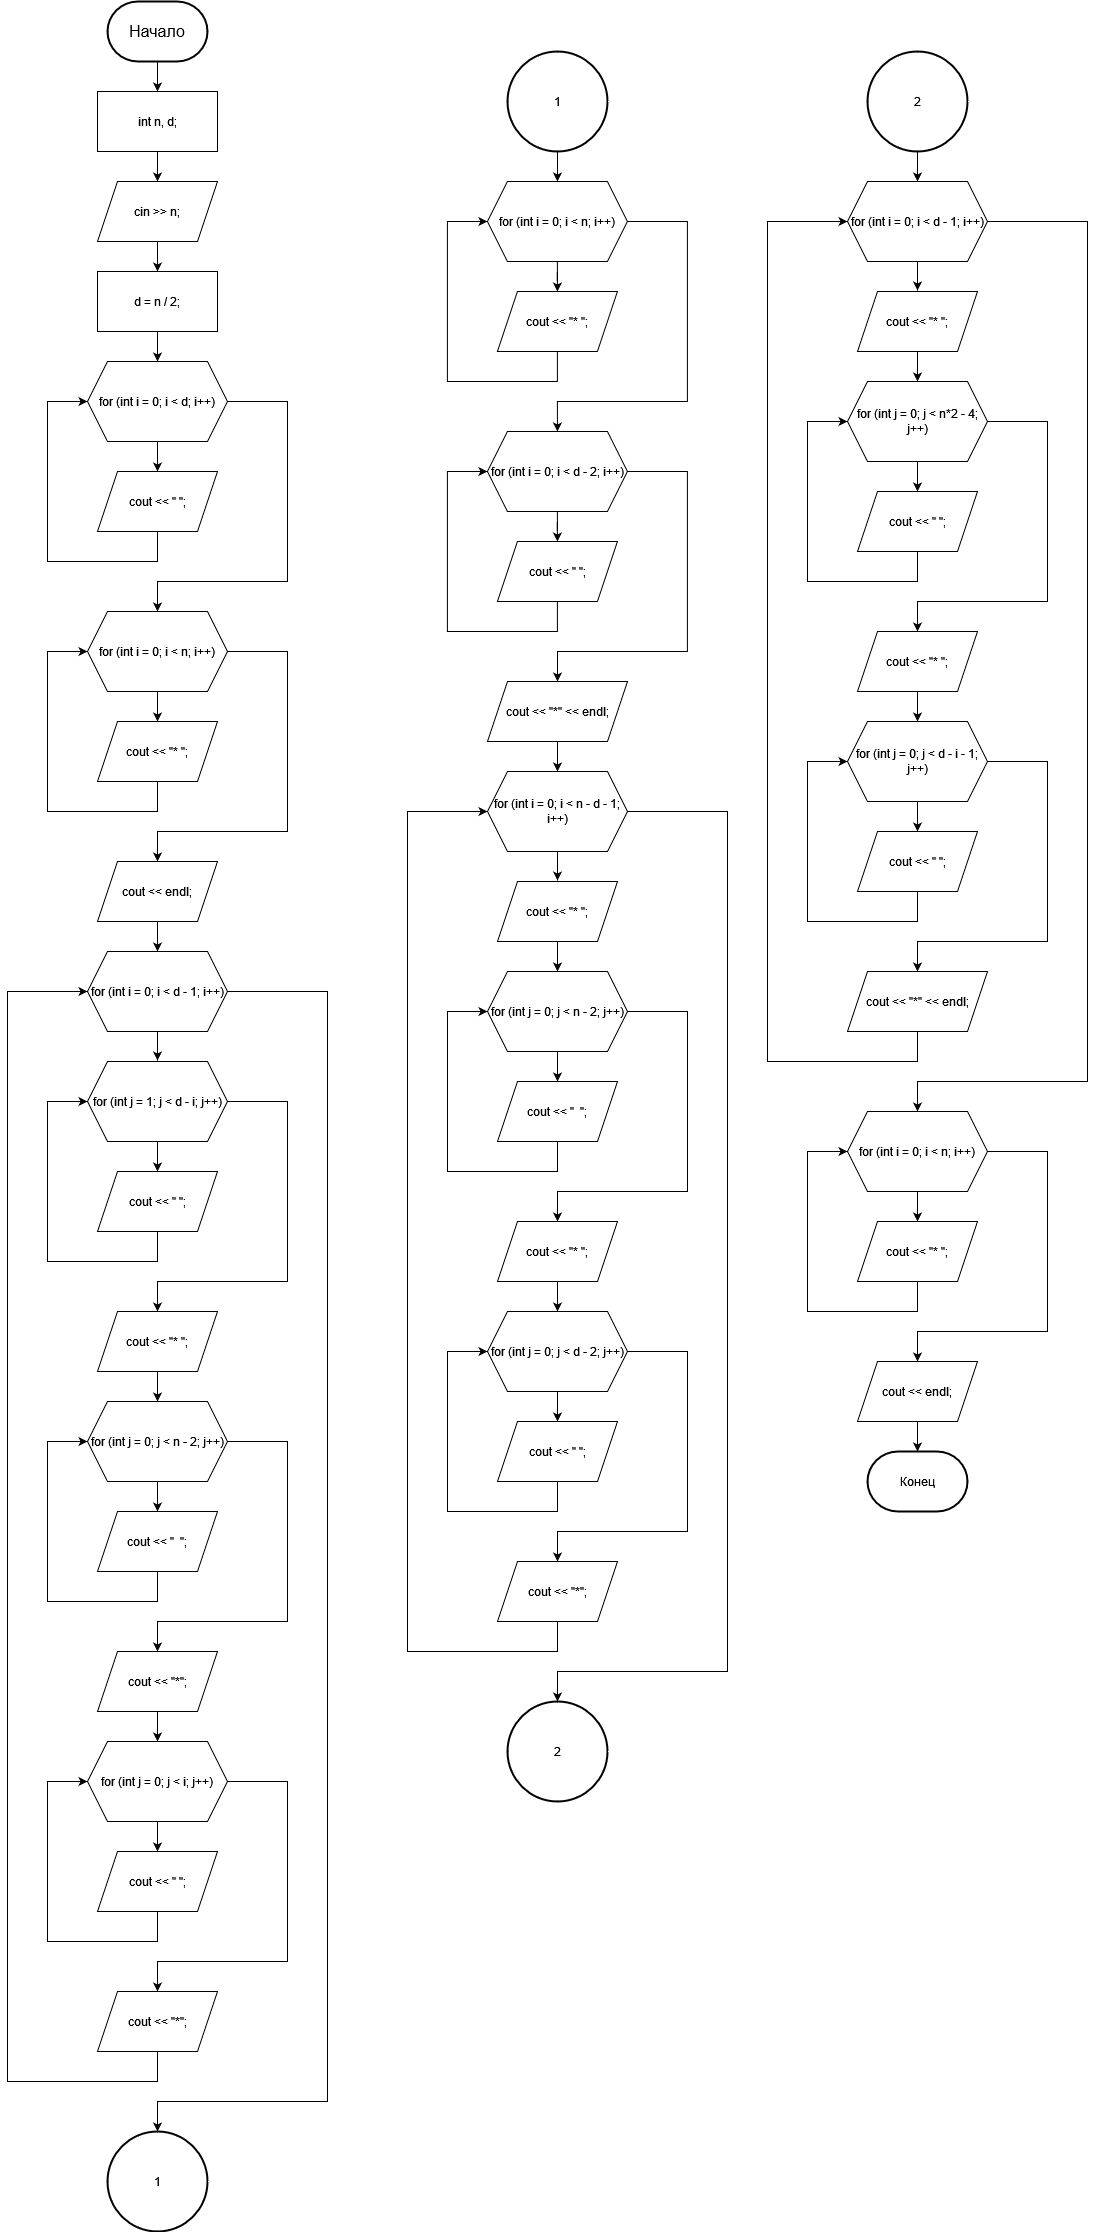 Начало
int n, d;
cin >> n;
d = n / 2;
for (int i = 0; i < d; i++)
cout << " ";
for (int i = 0; i < n; i++)
cout << "* ";
cout << endl;
for (int i = 0; i < d - 1; i++)
for (int j = 1; j < d - i; j++)
cout << " ";
cout << "* ";
for (int j = 0; j < n - 2; j++)
cout << "  ";
cout << "*";
for (int j = 0; j < i; j++)
cout << " ";
cout << "*";
1
1
for (int i = 0; i < n; i++)
cout << "* ";
for (int i = 0; i < d - 2; i++)
cout << " ";
cout << "*" << endl;
for (int i = 0; i < n - d - 1;
i++)
cout << "* ";
for (int j = 0; j < n - 2; j++)
cout << "  ";
cout << "* ";
for (int j = 0; j < d - 2; j++)
cout << " ";
cout << "*";
2
2
for (int i = 0; i < d - 1; i++)
cout << "* ";
for (int j = 0; j < n*2 - 4;
j++)
cout << " ";
cout << "* ";
for (int j = 0; j < d - i - 1;
j++)
cout << " ";
cout << "*" << endl;
for (int i = 0; i < n; i++)
cout << "* ";
cout << endl;
Конец